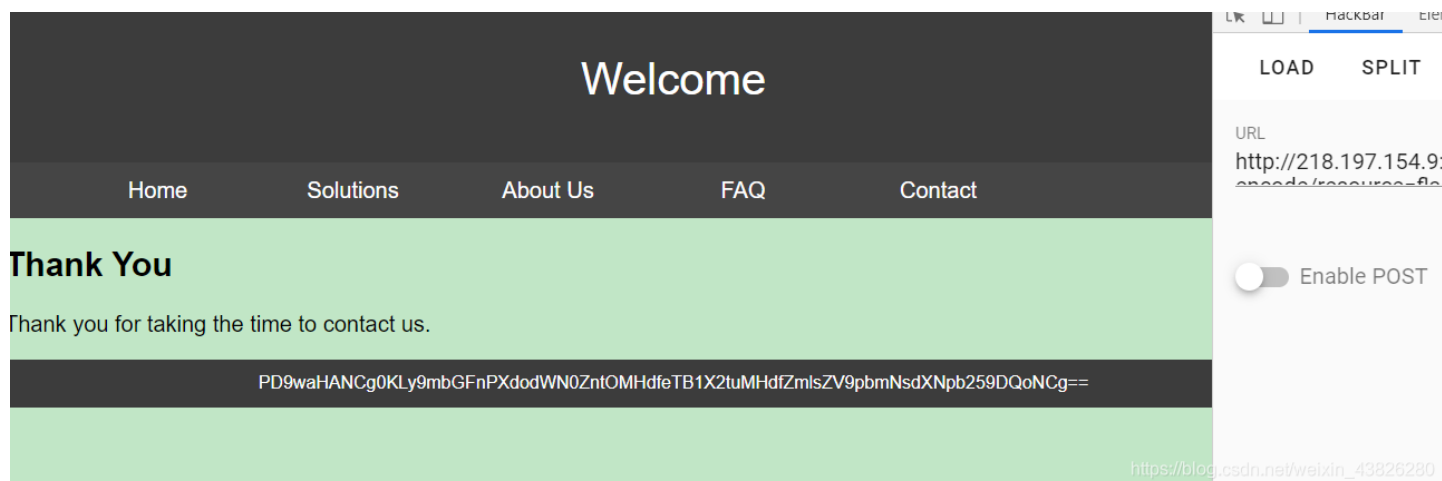 Welcome
Home Solutions About Us FAQ Contact
Thank You
Thank you for taking the time to contact us.
PD9waHANCg0KLy9mbGFnPXdodWN0ZntOMHdfeTB1X2tuMHdfZmlsZV9pbmNsdXNpb259DQoNCg==
HackBar
LOAD SPLIT
URL
http://218.197.154.9:
Enable POST
https://blog.csdn.net/weixin_43826280